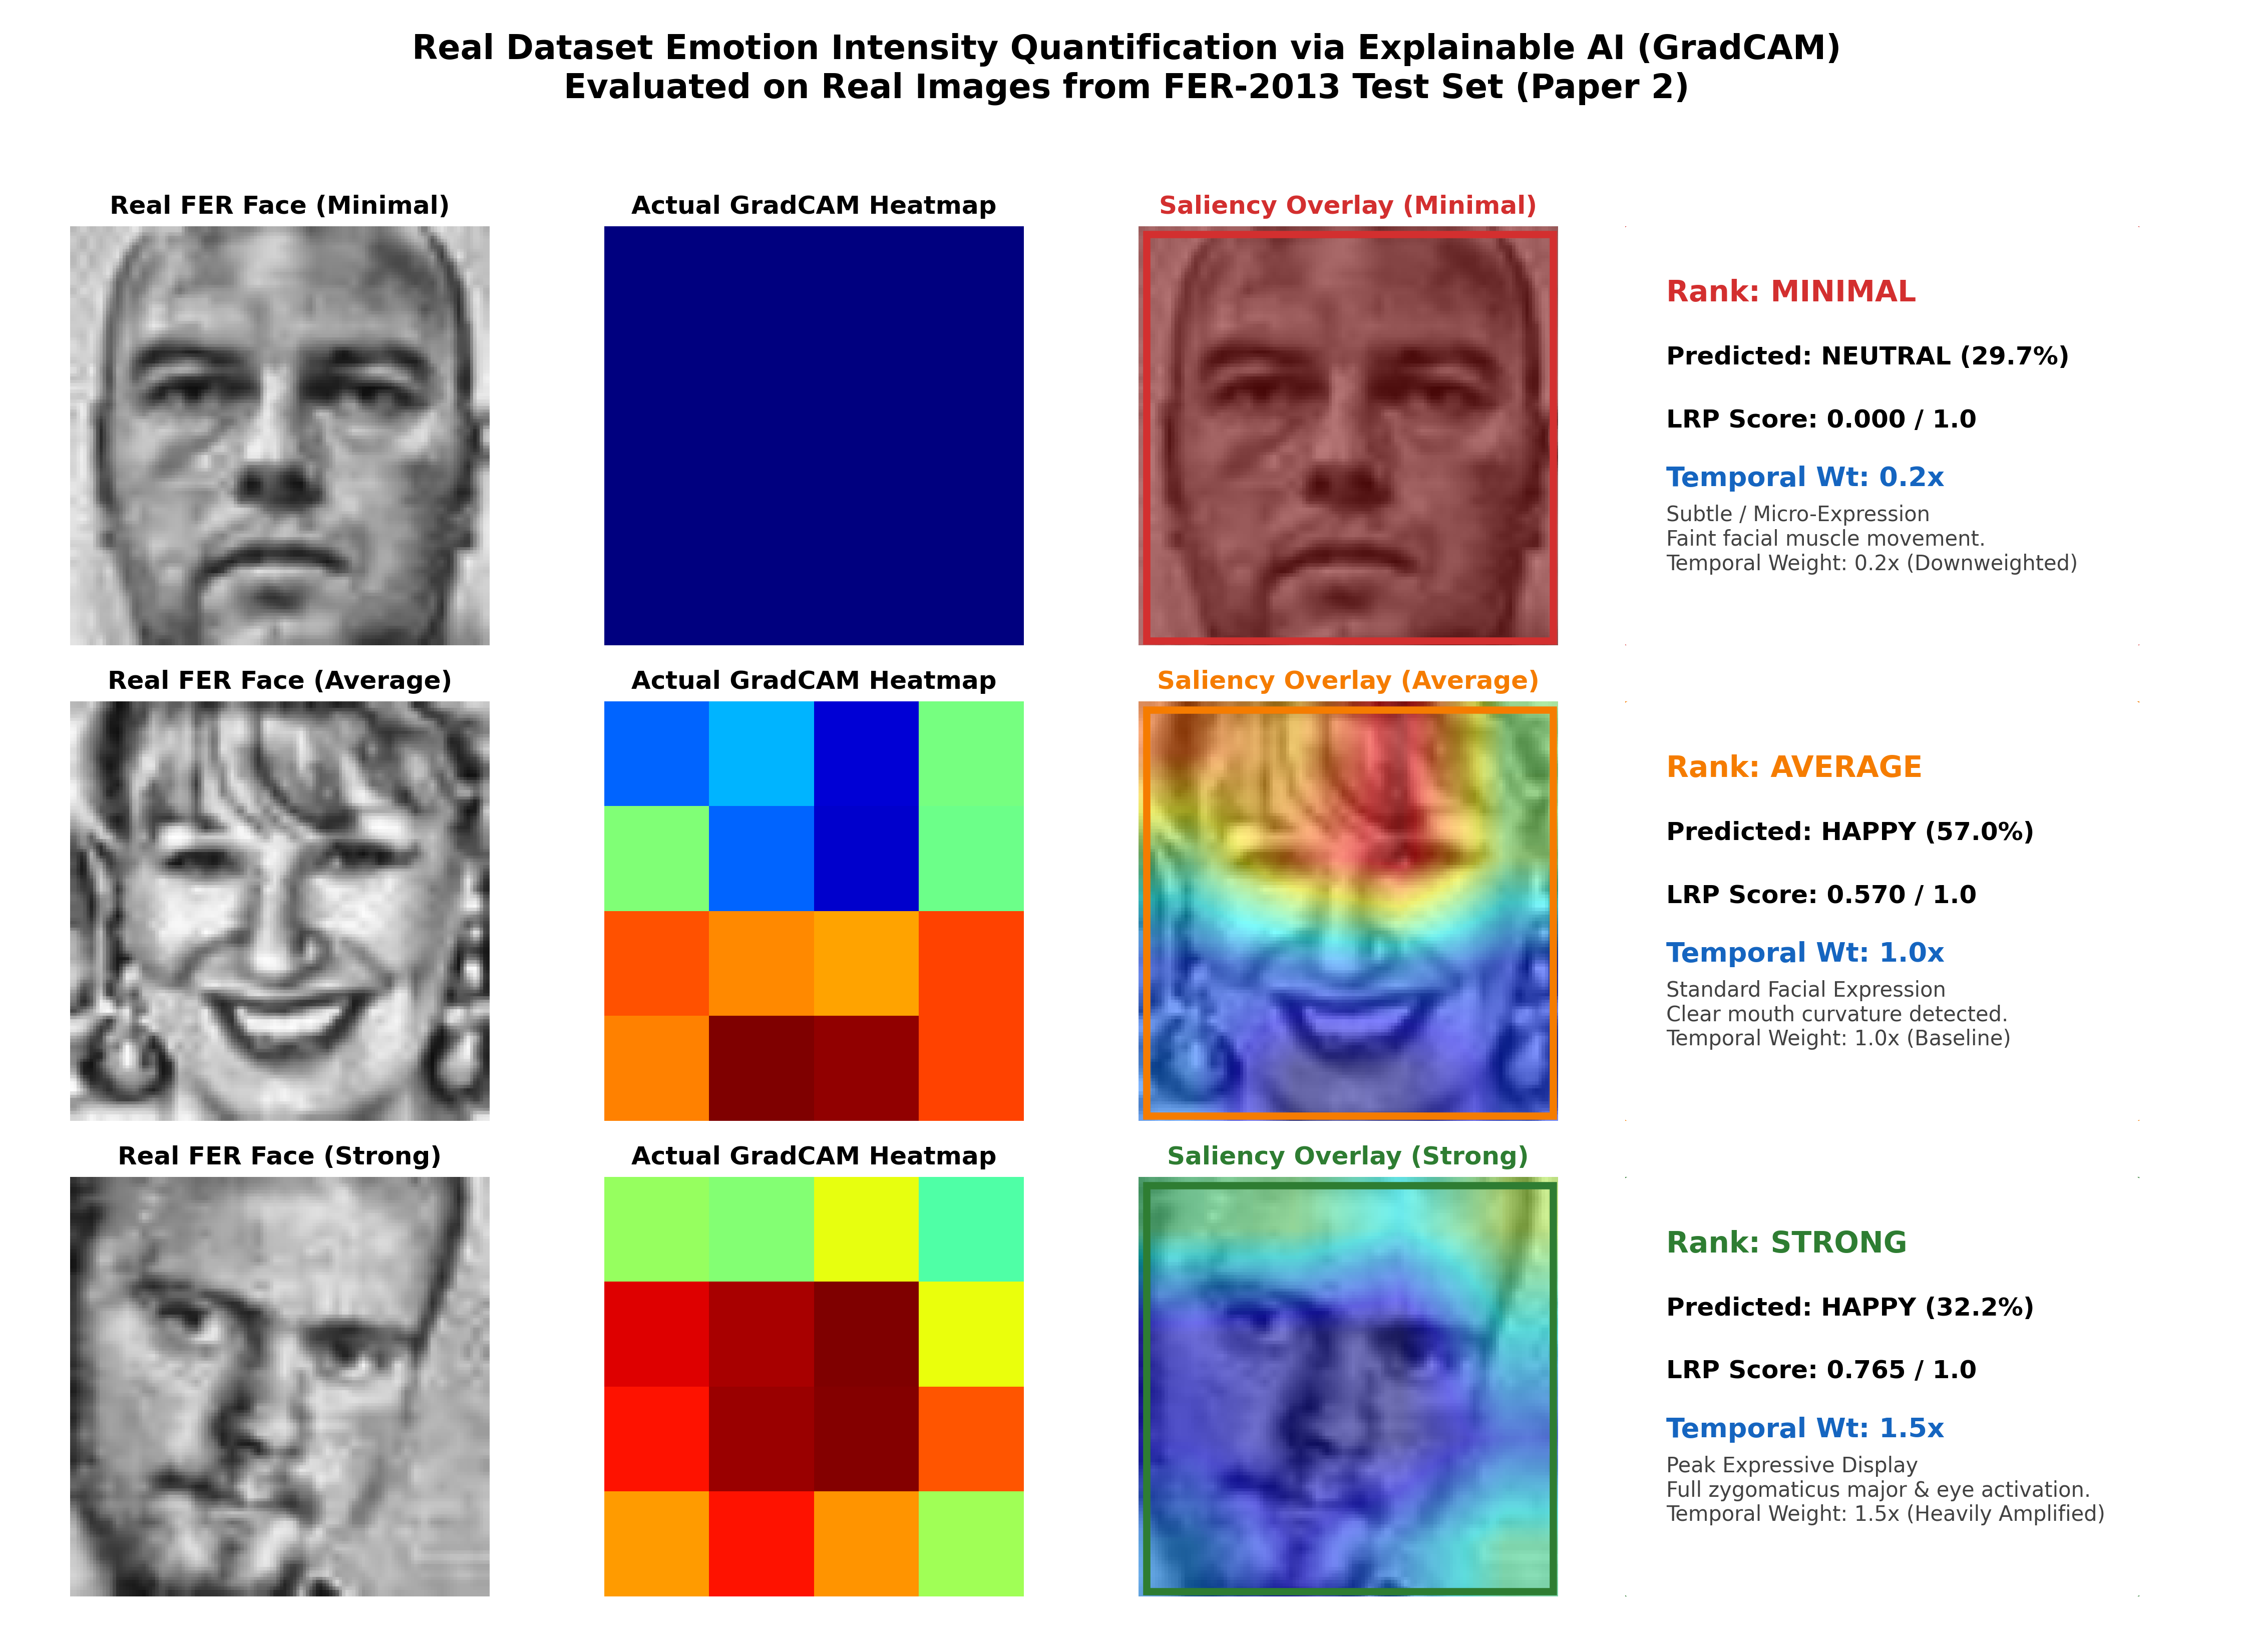 Real Dataset Emotion Intensity Quantification via Explainable AI (GradCAM)
Evaluated on Real Images from FER-2013 Test Set (Paper 2)
Real FER Face (Minimal)
Actual GradCAM Heatmap
Saliency Overlay (Minimal)
Rank: MINIMAL
Predicted: NEUTRAL (29.7%)
LRP Score: 0.000 / 1.0
Temporal Wt: 0.2x
Subtle / Micro-Expression
Faint facial muscle movement.
Temporal Weight: 0.2x (Downweighted)
Real FER Face (Average)
Actual GradCAM Heatmap
Saliency Overlay (Average)
Rank: AVERAGE
Predicted: HAPPY (57.0%)
LRP Score: 0.570 / 1.0
Temporal Wt: 1.0x
Standard Facial Expression
Clear mouth curvature detected.
Temporal Weight: 1.0x (Baseline)
Real FER Face (Strong)
Actual GradCAM Heatmap
Saliency Overlay (Strong)
Rank: STRONG
Predicted: HAPPY (32.2%)
LRP Score: 0.765 / 1.0
Temporal Wt: 1.5x
Peak Expressive Display
Full zygomaticus major & eye activation.
Temporal Weight: 1.5x (Heavily Amplified)